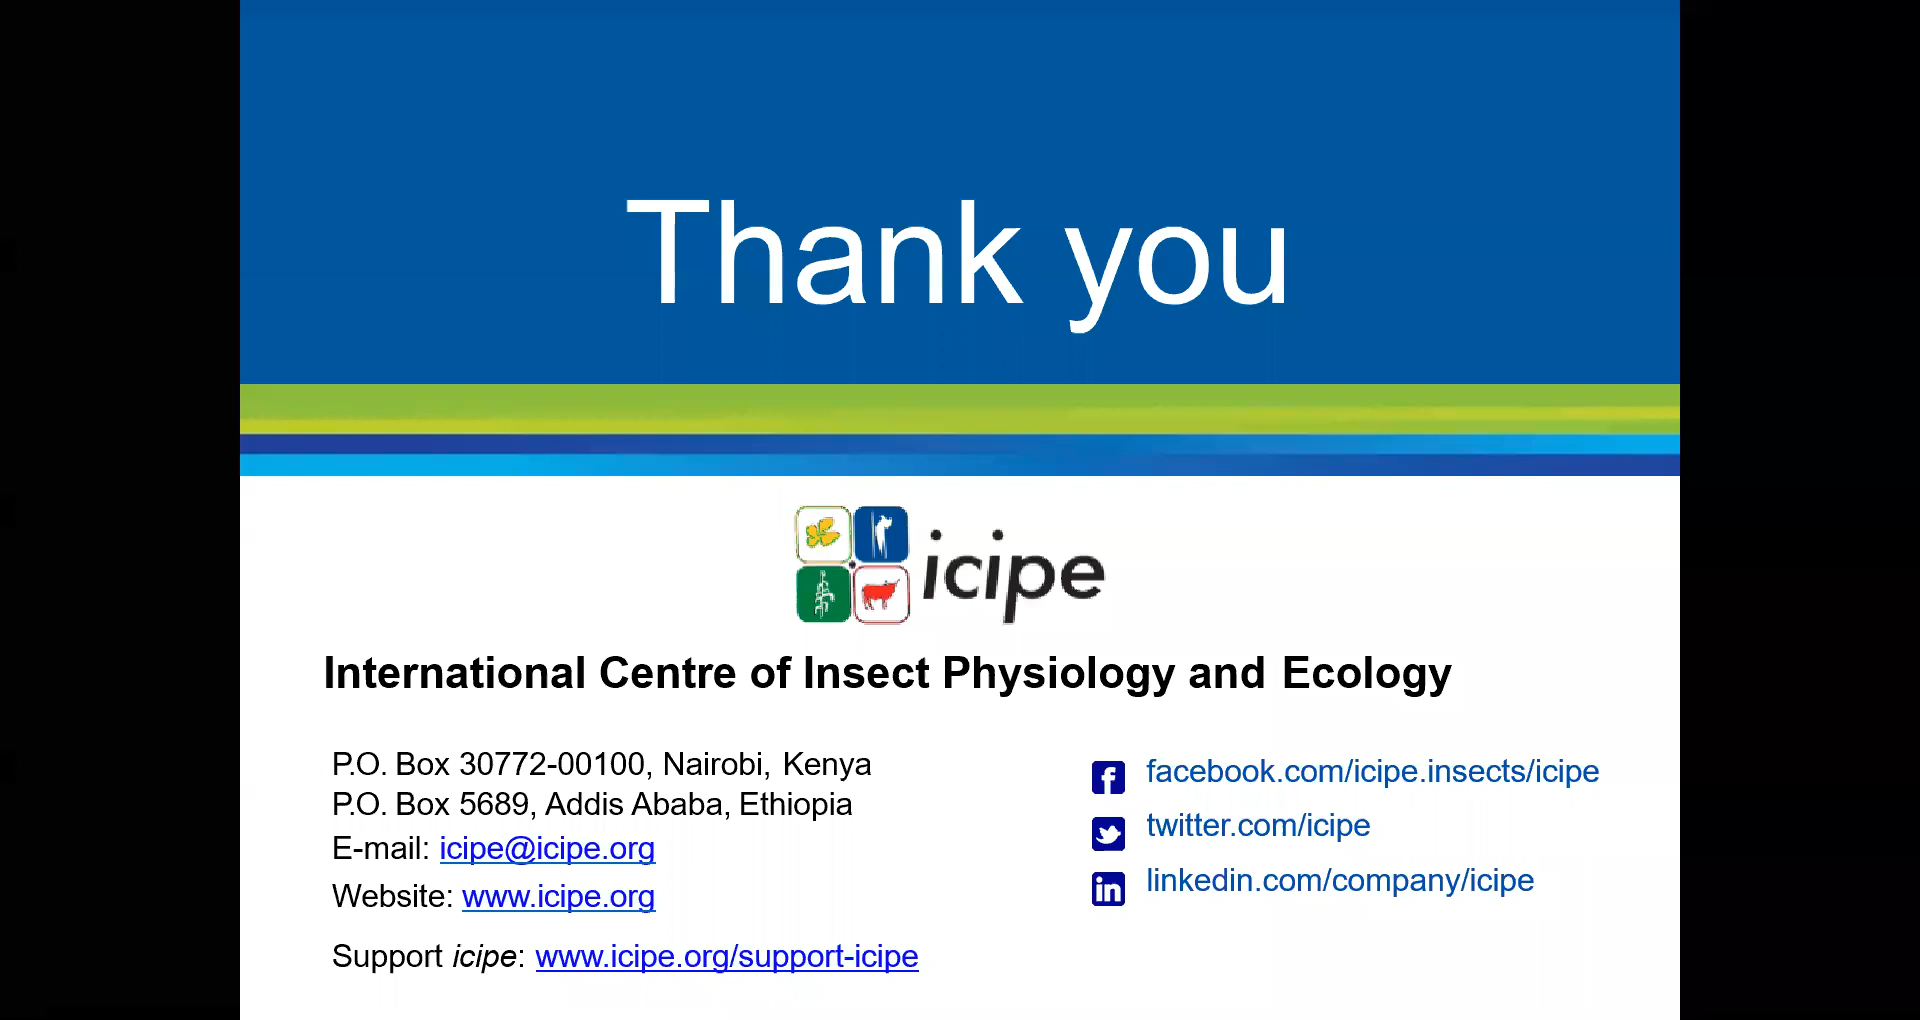 Thank you
icipe
International Centre of Insect Physiology and Ecology
P.O. Box 30772-00100, Nairobi, Kenya
P.O. Box 5689, Addis Ababa, Ethiopia
E-mail: icipe@icipe.org
Website: www.icipe.org
Support icipe: www.icipe.org/support-icipe
facebook.com/icipe.insects/icipe
twitter.com/icipe
linkedin.com/company/icipe